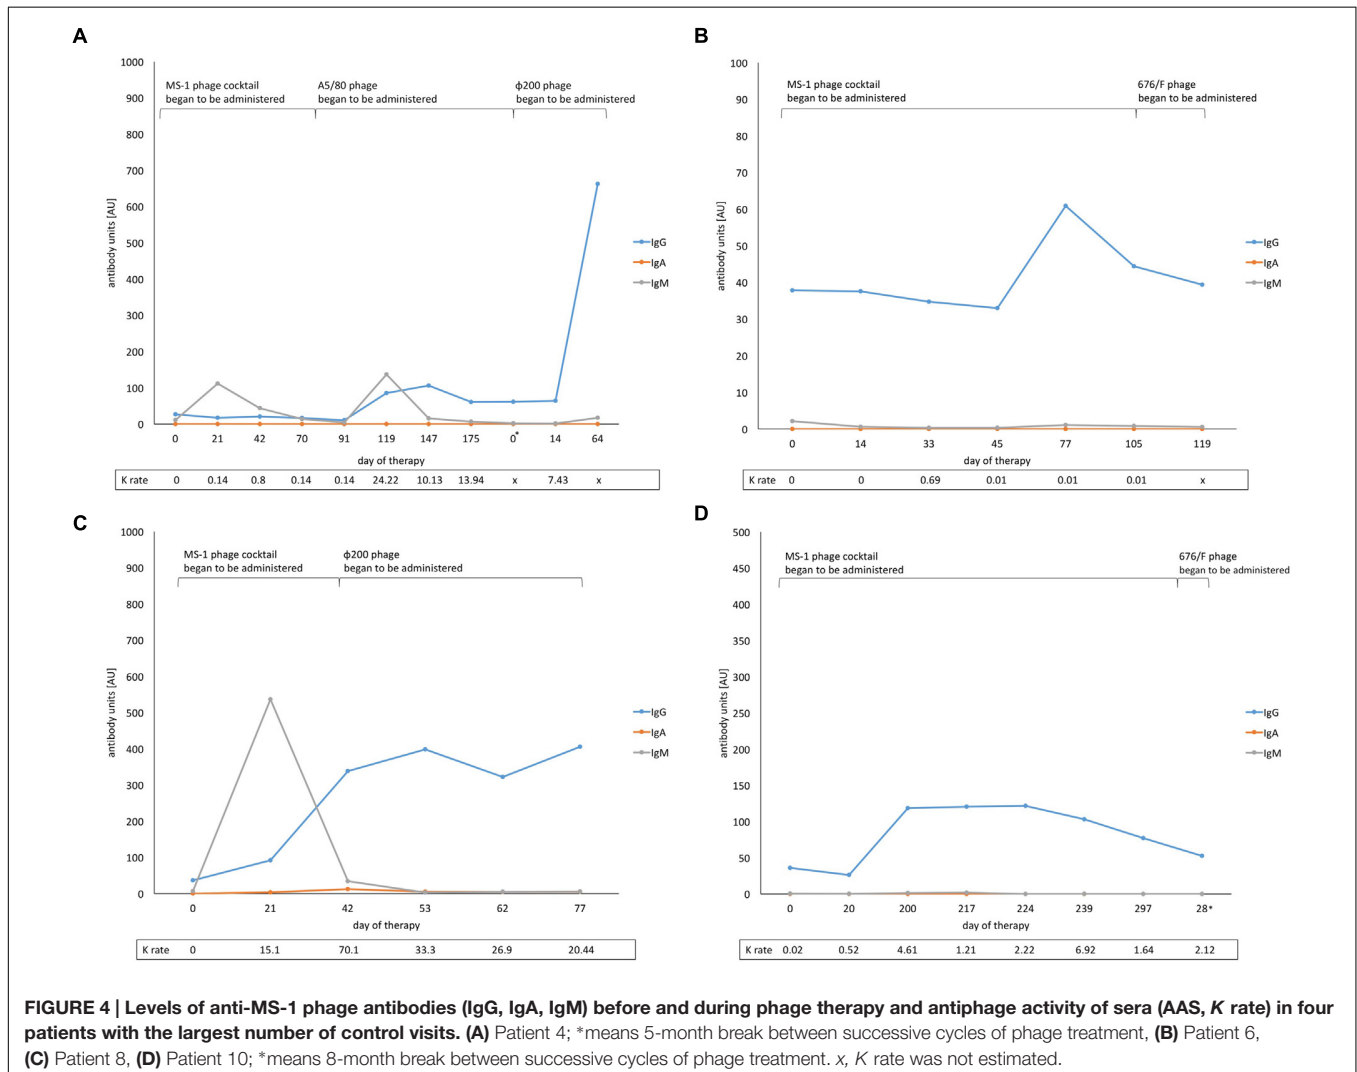 A
MS-1 phage cocktail
began to be administered
A5/80 phage
began to be administered
ϕ200 phage
began to be administered
1000
900
800
700
600
500
400
300
200
100
0
antibody units [AU]
IgG
IgA
IgM
0 21 42 70 91 119 147 175 0* 14 64
day of therapy
K rate 0 0.14 0.8 0.14 0.14 24.22 10.13 13.94 x 7.43 x
B
MS-1 phage cocktail
began to be administered
676/F phage
began to be administered
100
90
80
70
60
50
40
30
20
10
0
antibody units [AU]
IgG
IgA
IgM
0 14 33 45 77 105 119
day of therapy
K rate 0 0 0.69 0.01 0.01 0.01 x
C
MS-1 phage cocktail
began to be administered
ϕ200 phage
began to be administered
1000
900
800
700
600
500
400
300
200
100
0
antibody units [AU]
IgG
IgA
IgM
0 21 42 53 62 77
day of therapy
K rate 0 15.1 70.1 33.3 26.9 20.44
D
MS-1 phage cocktail
began to be administered
676/F phage
began to be administered
500
450
400
350
300
250
200
150
100
50
0
antibody units [AU]
IgG
IgA
IgM
0 20 200 217 224 239 297 28*
day of therapy
K rate 0.02 0.52 4.61 1.21 2.22 6.92 1.64 2.12
FIGURE 4 | Levels of anti-MS-1 phage antibodies (IgG, IgA, IgM) before and during phage therapy and antiphage activity of sera (AAS, K rate) in four
patients with the largest number of control visits. (A) Patient 4; *means 5-month break between successive cycles of phage treatment, (B) Patient 6,
(C) Patient 8, (D) Patient 10; *means 8-month break between successive cycles of phage treatment. x, K rate was not estimated.